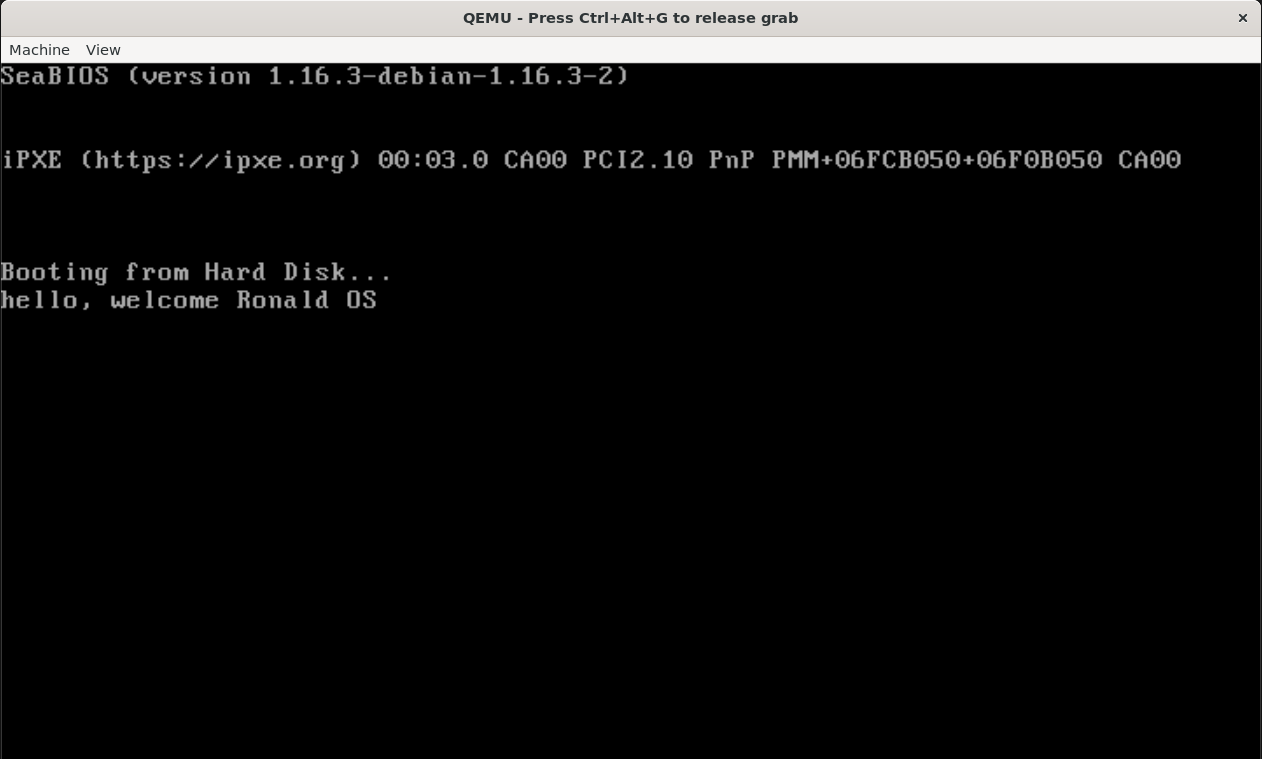 QEMU - Press Ctrl+Alt+G to release grab ×
Machine View
SeaBIOS (version 1.16.3-debian-1.16.3-2)
iPXE (https://ipxe.org) 00:03.0 CA00 PCI2.10 PnP PMM+06FCB050+06F0B050 CA00
Booting from Hard Disk...
hello, welcome Ronald OS